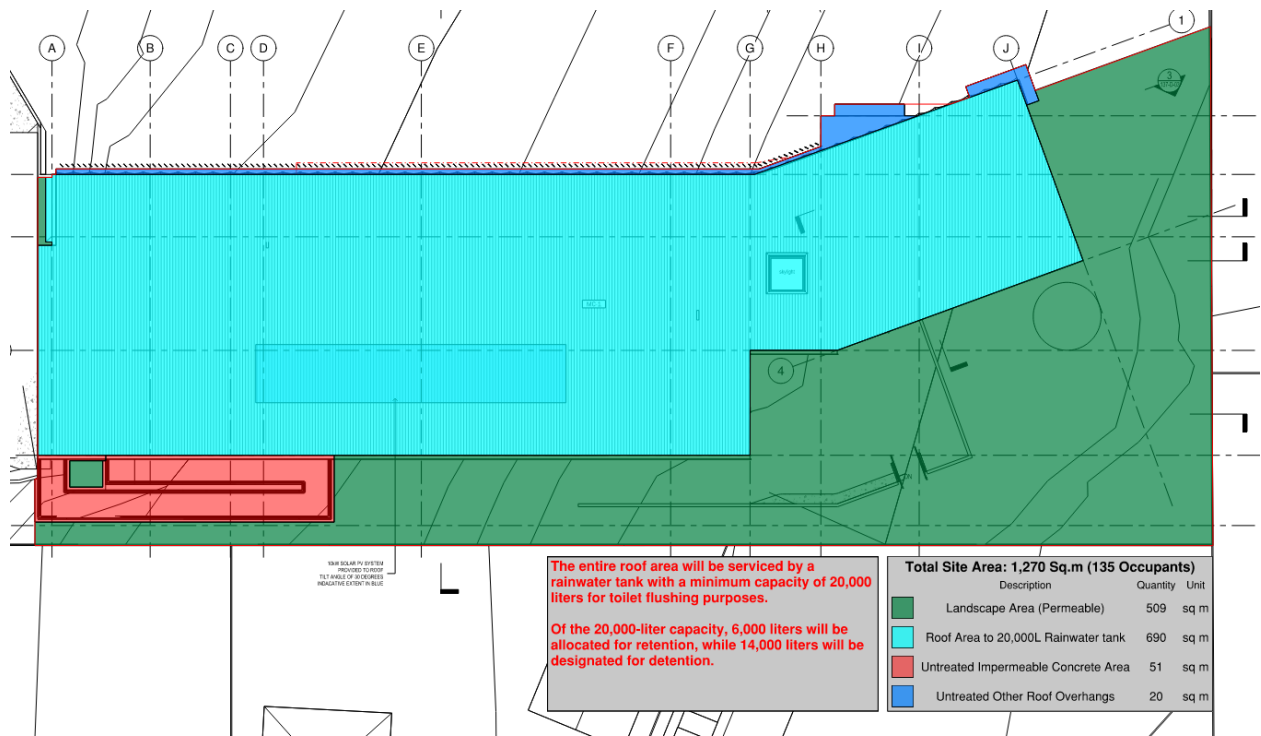 A B C D E F G H I J 1
3
skylight
4
10kW SOLAR PV SYSTEM
PROVIDED TO ROOF
TILT ANGLE OF 30 DEGREES
INDACATIVE EXTENT IN BLUE
The entire roof area will be serviced by a
rainwater tank with a minimum capacity of 20,000
liters for toilet flushing purposes.
Of the 20,000-liter capacity, 6,000 liters will be
allocated for retention, while 14,000 liters will be
designated for detention.
Total Site Area: 1,270 Sq.m (135 Occupants)
Description Quantity Unit
Landscape Area (Permeable) 509 sq m
Roof Area to 20,000L Rainwater tank 690 sq m
Untreated Impermeable Concrete Area 51 sq m
Untreated Other Roof Overhangs 20 sq m